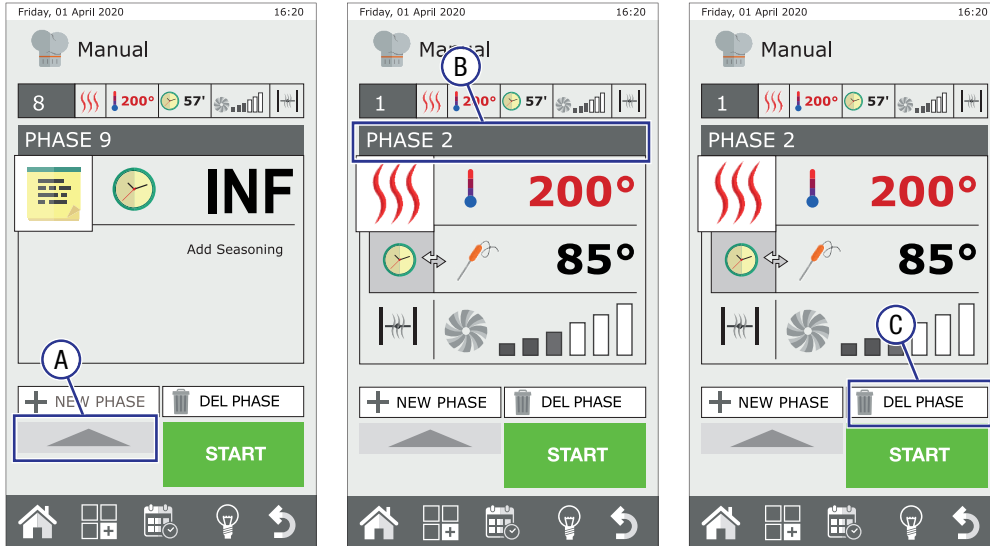 Friday, 01 April 2020 16:20
Manual
8 200° 57'
PHASE 9
INF
Add Seasoning
A
NEW PHASE DEL PHASE
START
Friday, 01 April 2020 16:20
Manual
B
1 200° 57'
PHASE 2
200°
85°
NEW PHASE DEL PHASE
START
Friday, 01 April 2020 16:20
Manual
1 200° 57'
PHASE 2
200°
85°
C
NEW PHASE DEL PHASE
START